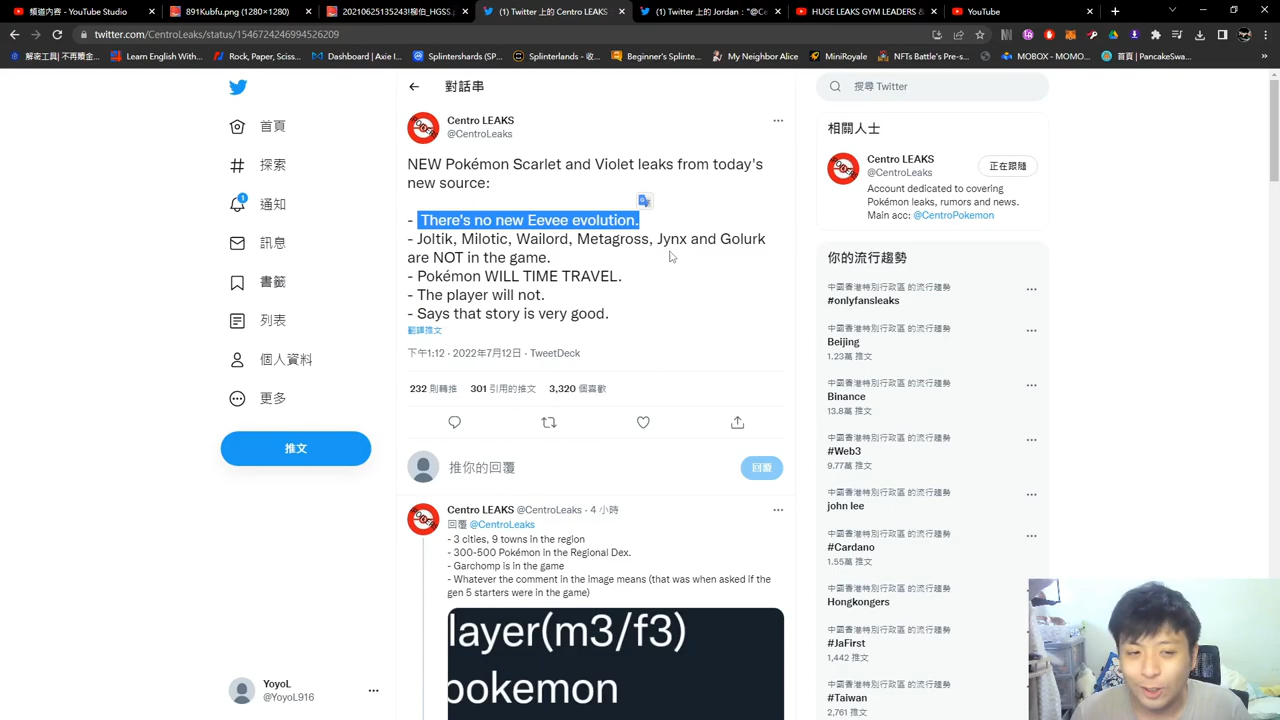 (5) YouTube
891Kubfu.png (1280×1280)
20210625135243!聊伯_HGSS.p
(1) Twitter 上的 Centro LEAKS
(1) Twitter 上的 Jordan : "@Ce
HUGE LEAKS GYM LEADERS &
YouTube
twitter.com/CentroLeaks/status/1546724246994526209
解密工具 | 不得不...
Learn English With...
Rock, Paper, Sciss...
Dashboard | Axie I...
Splintershards (SP...
Splinterlands - 收...
Beginner's Splinte...
My Neighbor Alice
MiniRoyale
NFTs Battle's Pre-s...
MOBOX - MOMO...
首頁 | PancakeSwa...
首頁
探索
1
通知
訊息
書籤
列表
個人資料
更多
推文
YoyoL
@YoyoL916
對話串
Centro LEAKS
@CentroLeaks
NEW Pokémon Scarlet and Violet leaks from today's
new source:
- There's no new Eevee evolution.
- Joltik, Milotic, Wailord, Metagross, Jynx and Golurk
are NOT in the game.
- Pokémon WILL TIME TRAVEL.
- The player will not.
- Says that story is very good.
翻譯推文
下午1:12 · 2022年7月12日 · TweetDeck
232 則轉推 301 引用的推文 3,320 個喜歡
推你的回覆
回覆
Centro LEAKS @CentroLeaks · 4 小時
回覆 @CentroLeaks
- 3 cities, 9 towns in the region
- 300-500 Pokémon in the Regional Dex.
- Garchomp is in the game
- Whatever the comment in the image means (that was when asked if the
gen 5 starters were in the game)
layer(m3/f3)
pokemon
搜尋 Twitter
相關人士
Centro LEAKS
@CentroLeaks
正在跟隨
Account dedicated to covering
Pokémon leaks, rumors and news.
Main acc: @CentroPokemon
你的流行趨勢
中國香港特別行政區 的流行趨勢
#onlyfansleaks
中國香港特別行政區 的流行趨勢
Beijing
1.23萬 推文
中國香港特別行政區 的流行趨勢
Binance
13.8萬 推文
中國香港特別行政區 的流行趨勢
#Web3
9.77萬 推文
中國香港特別行政區 的流行趨勢
john lee
中國香港特別行政區 的流行趨勢
#Cardano
1.55萬 推文
中國香港特別行政區 的流行趨勢
Hongkongers
中國香港特別行政區 的流行趨勢
#JaFirst
1,442 推文
中國香港特別行政區 的流行趨勢
#Taiwan
2,761 推文